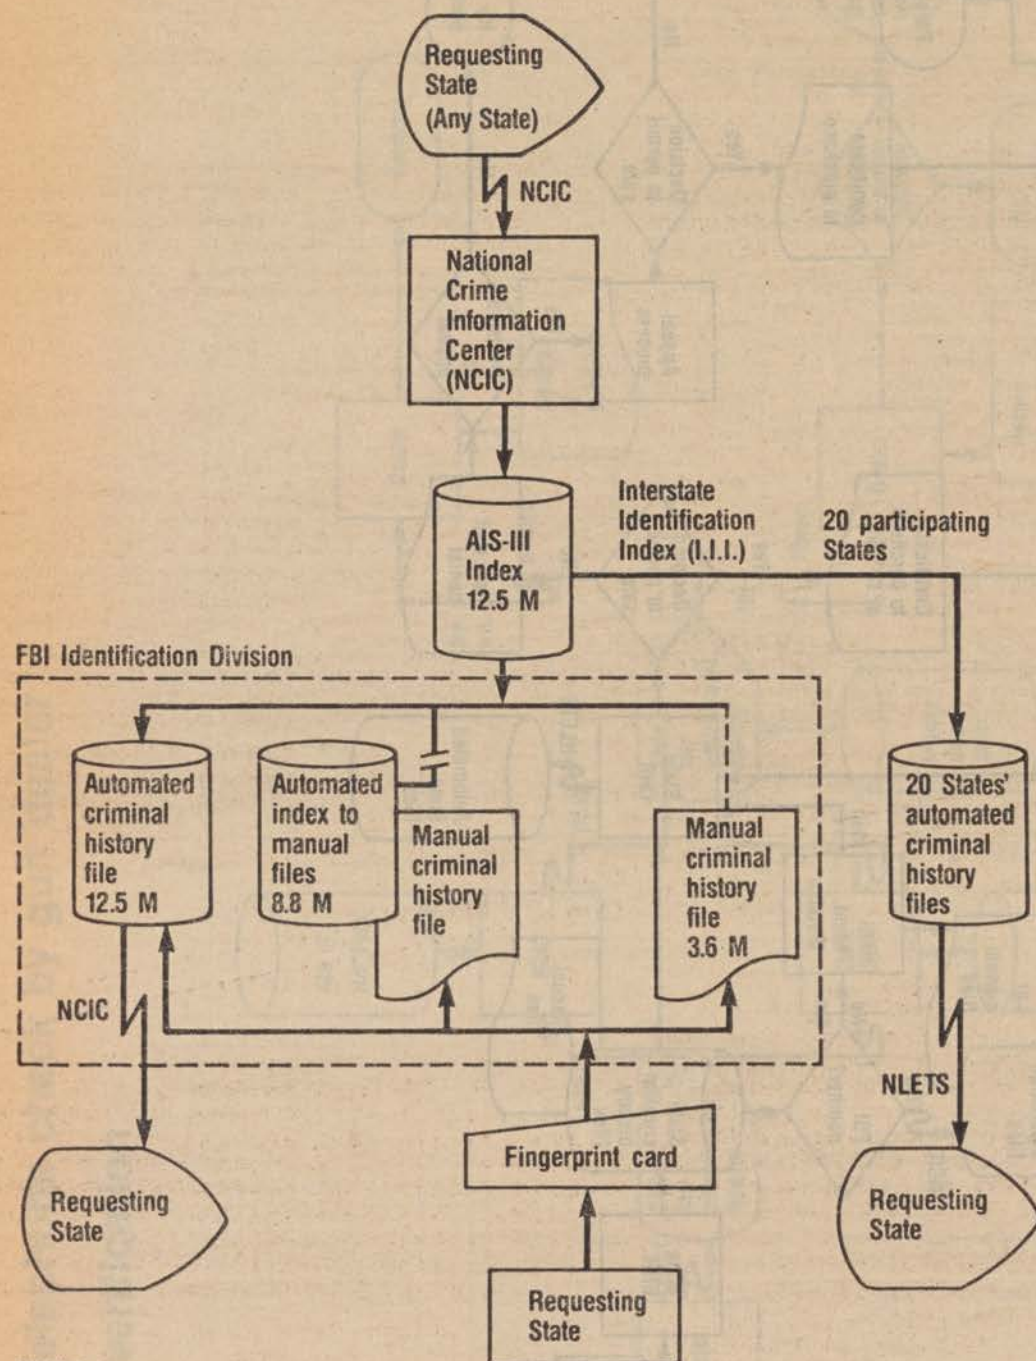 Requesting
State
(Any State)
NCIC
National
Crime
Information
Center
(NCIC)
AIS-III
Index
12.5 M
Interstate
Identification
Index (I.I.I.)
20 participating
States
FBI Identification Division
Automated
criminal
history
file
12.5 M
Automated
index to
manual
files
8.8 M
Manual
criminal
history
file
Manual
criminal
history
file
3.6 M
20 States'
automated
criminal
history
files
NCIC
NLETS
Fingerprint card
Requesting
State
Requesting
State
Requesting
State